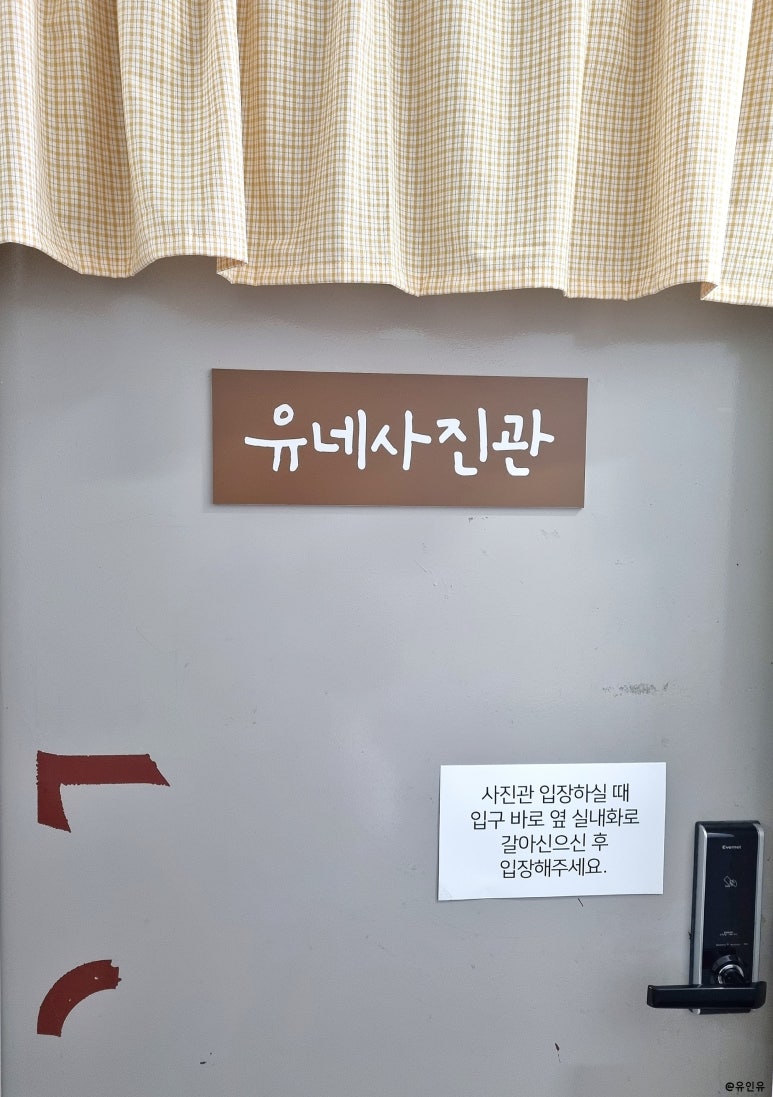 유네사진관
사진관 입장하실 때
입구 바로 옆 실내화로
갈아신으신 후
입장해주세요.
Evernet
@유인유